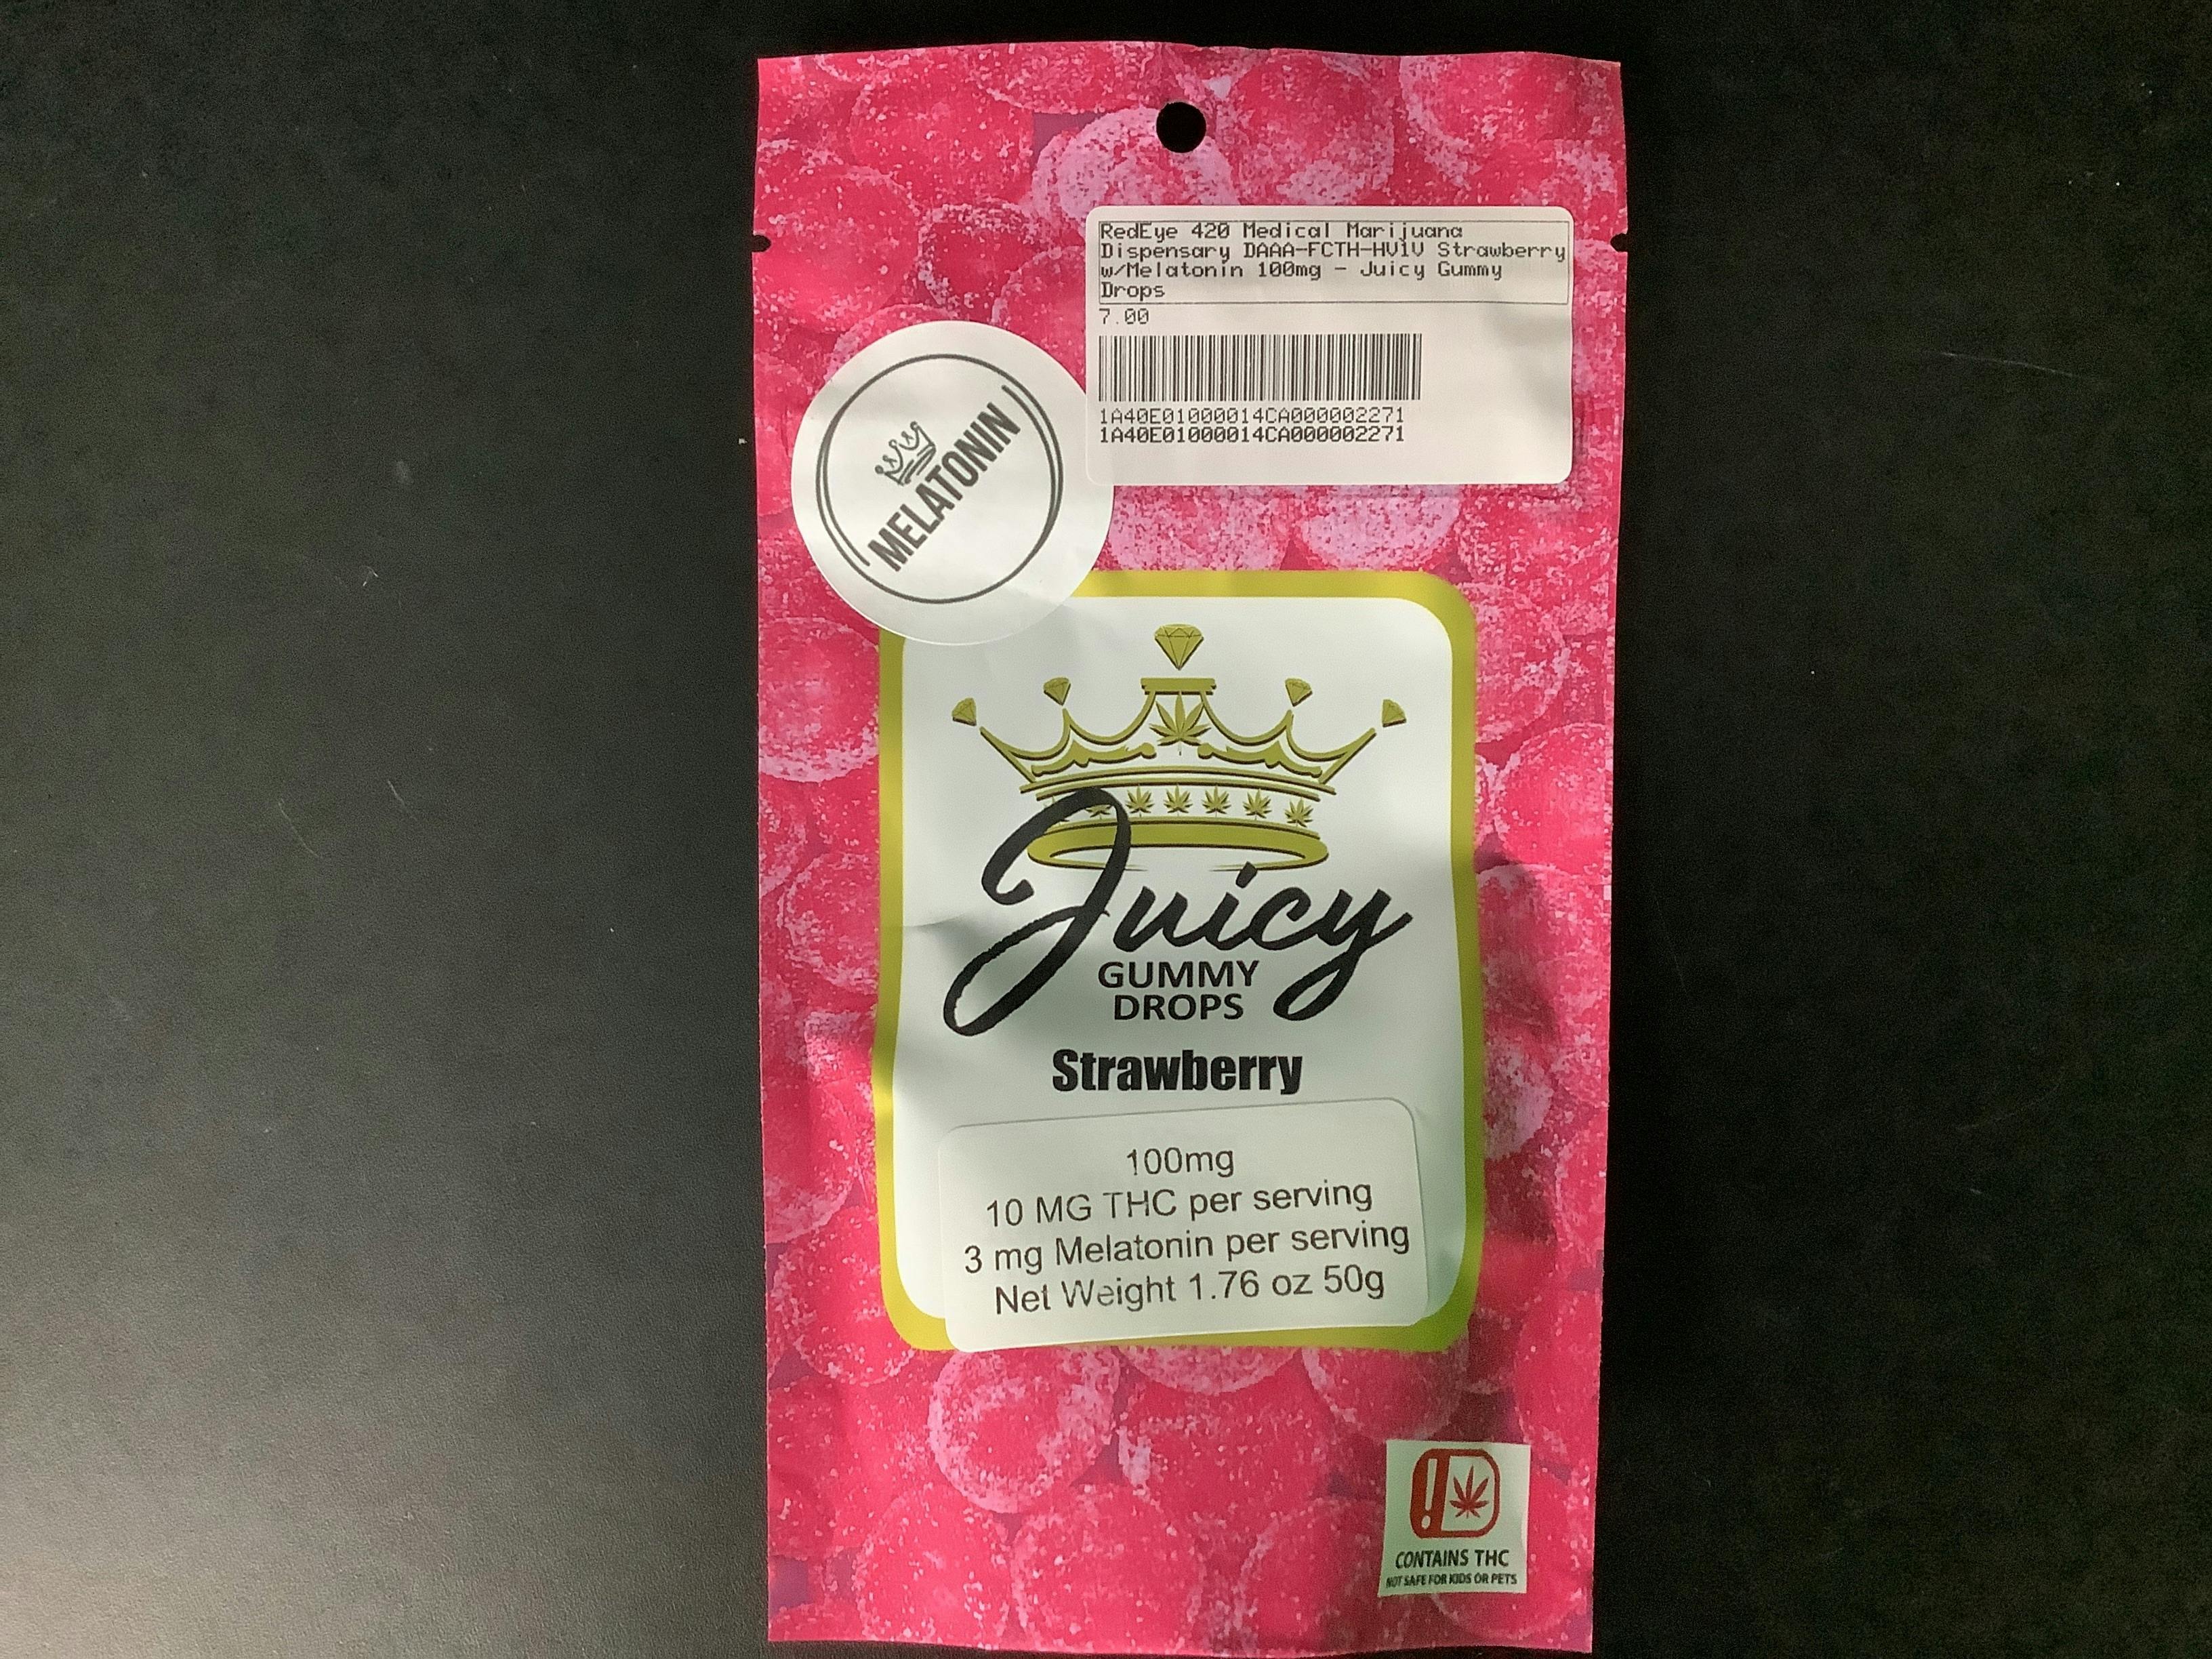 RedEye 420 Medical Marijuana
Dispensary DAAA-FCTH-HV1V Strawberry
w/Melatonin 100mg - Juicy Gummy
Drops
7.00
1A40E01000014CA000002271
1A40E01000014CA000002271
MELATONIN
Juicy
GUMMY
DROPS
Strawberry
100mg
10 MG THC per serving
3 mg Melatonin per serving
Net Weight 1.76 oz 50g
!
CONTAINS THC
NOT SAFE FOR KIDS OR PETS